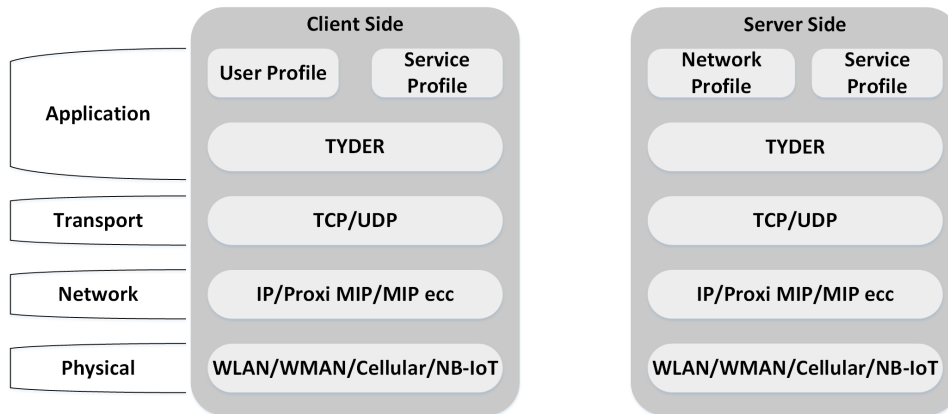 Client Side
Server Side
User Profile
Service
Profile
Network
Profile
Service
Profile
Application
TYDER
TYDER
Transport
TCP/UDP
TCP/UDP
Network
IP/Proxi MIP/MIP ecc
IP/Proxi MIP/MIP ecc
Physical
WLAN/WMAN/Cellular/NB-IoT
WLAN/WMAN/Cellular/NB-IoT